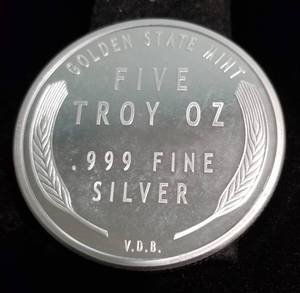 GOLDEN STATE MINT
FIVE
TROY OZ
.999 FINE
SILVER
V.D.B.